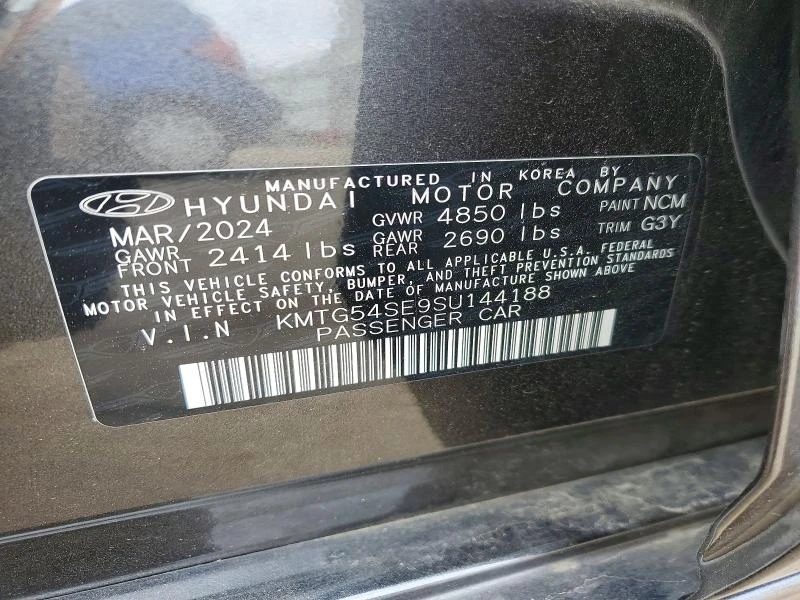 MANUFACTURED IN KOREA BY
HYUNDAI MOTOR COMPANY
MAR/2024 GVWR 4850 lbs PAINT NCM
GAWR FRONT 2414 lbs GAWR REAR 2690 lbs TRIM G3Y
THIS VEHICLE CONFORMS TO ALL APPLICABLE U.S.A. FEDERAL
MOTOR VEHICLE SAFETY, BUMPER, AND THEFT PREVENTION STANDARDS
IN EFFECT ON THE DATE OF MANUFACTURE SHOWN ABOVE
V.I.N KMTG54SE9SU144188
PASSENGER CAR